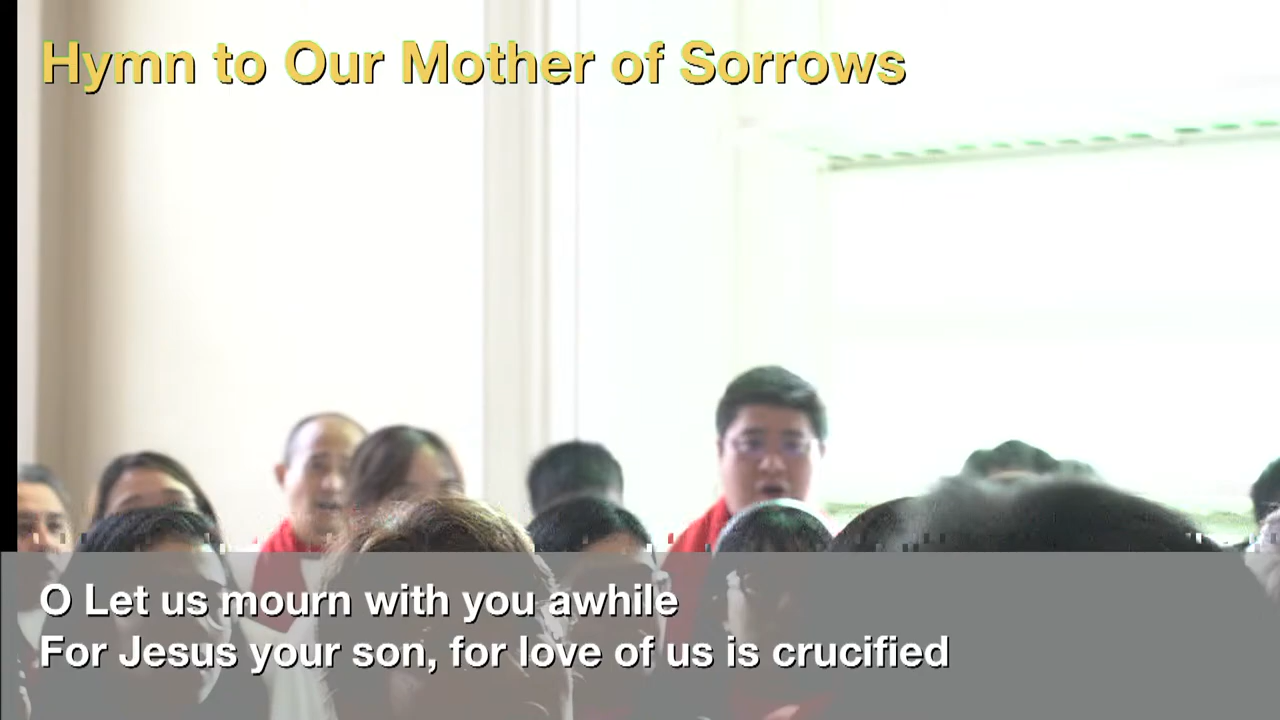 Hymn to Our Mother of Sorrows
O Let us mourn with you awhile
For Jesus your son, for love of us is crucified